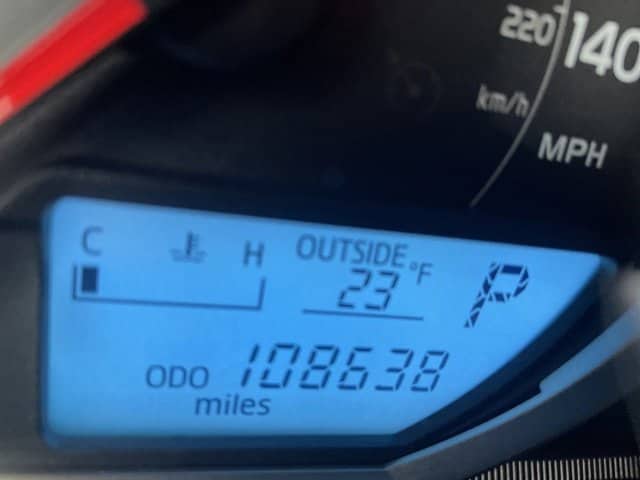 220 140
km/h
MPH
C H OUTSIDE
23 °F P
ODO 108638
miles